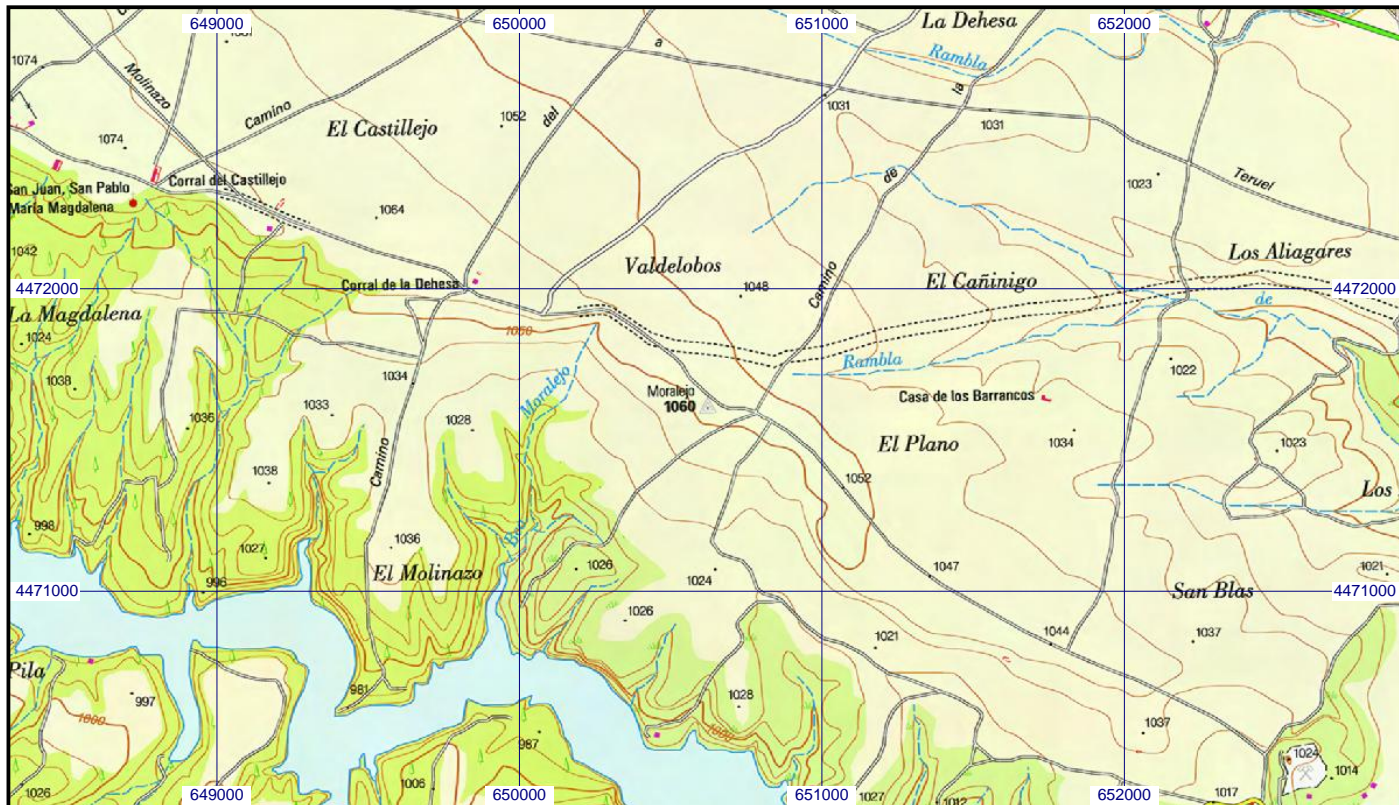 649000
650000
651000
652000
La Dehesa
1074
Molinazo
Camino
El Castillejo
1052
del
a
Rambla
la
1031
1031
1074
Corral del Castillejo
San Juan, San Pablo
María Magdalena
1064
de
1023
Teruel
1042
Valdelobos
Los Aliagares
Corral de la Dehesa
1048
Camino
El Cañinigo
4472000
4472000
de
La Magdalena
1024
1060
Rambla
1038
1034
Moralejo
Moralejo
1060
Casa de los Barrancos
1022
1036
1033
1028
El Plano
1034
1023
1038
Camino
1052
Los
998
1027
1036
Bco.
El Molinazo
1026
1024
1047
1021
996
4471000
4471000
San Blas
1026
1021
1044
1037
Pila
981
997
1000
1028
1000
1037
987
1024
1014
1026
1006
1027
1012
1017
649000
650000
651000
652000